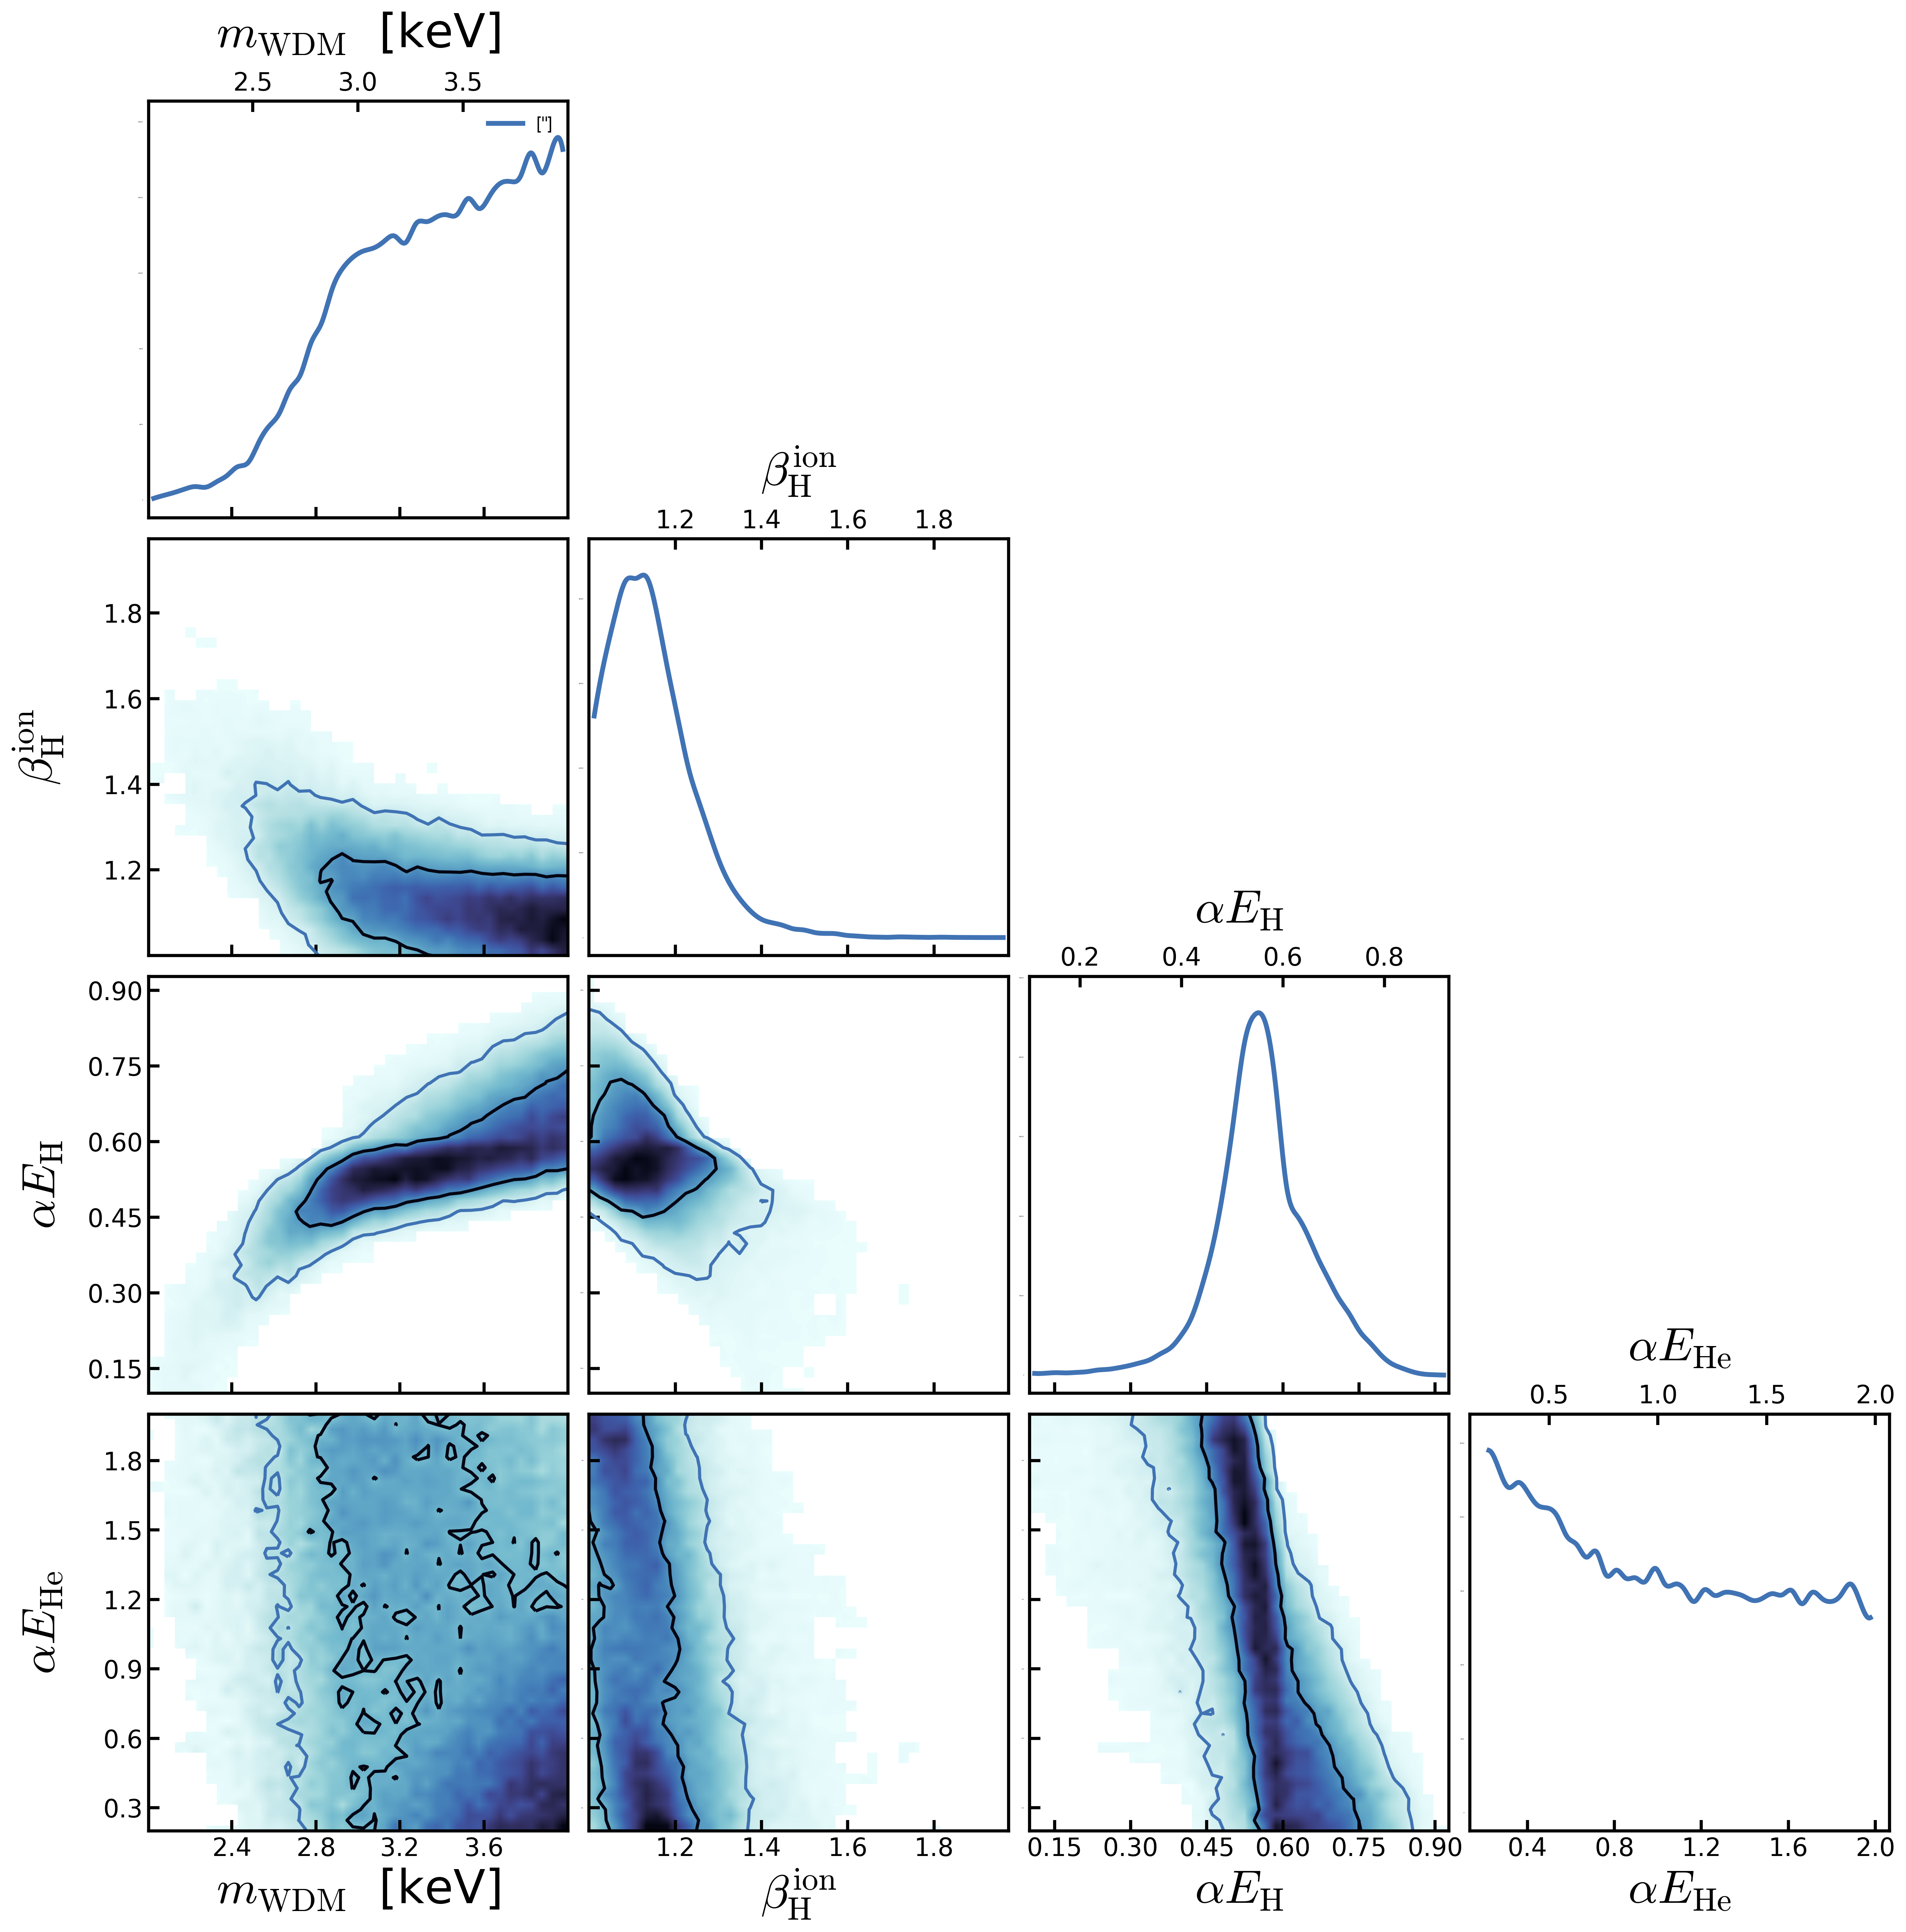 m_WDM [keV]
2.5 3.0 3.5
['']
β_H^ion
1.2 1.4 1.6 1.8
β_H^ion
1.8
1.6
1.4
1.2
αE_H
0.2 0.4 0.6 0.8
αE_H
0.90
0.75
0.60
0.45
0.30
0.15
αE_He
0.5 1.0 1.5 2.0
αE_He
1.8
1.5
1.2
0.9
0.6
0.3
2.4 2.8 3.2 3.6 1.2 1.4 1.6 1.8 0.15 0.30 0.45 0.60 0.75 0.90 0.4 0.8 1.2 1.6 2.0
m_WDM [keV] β_H^ion αE_H αE_He